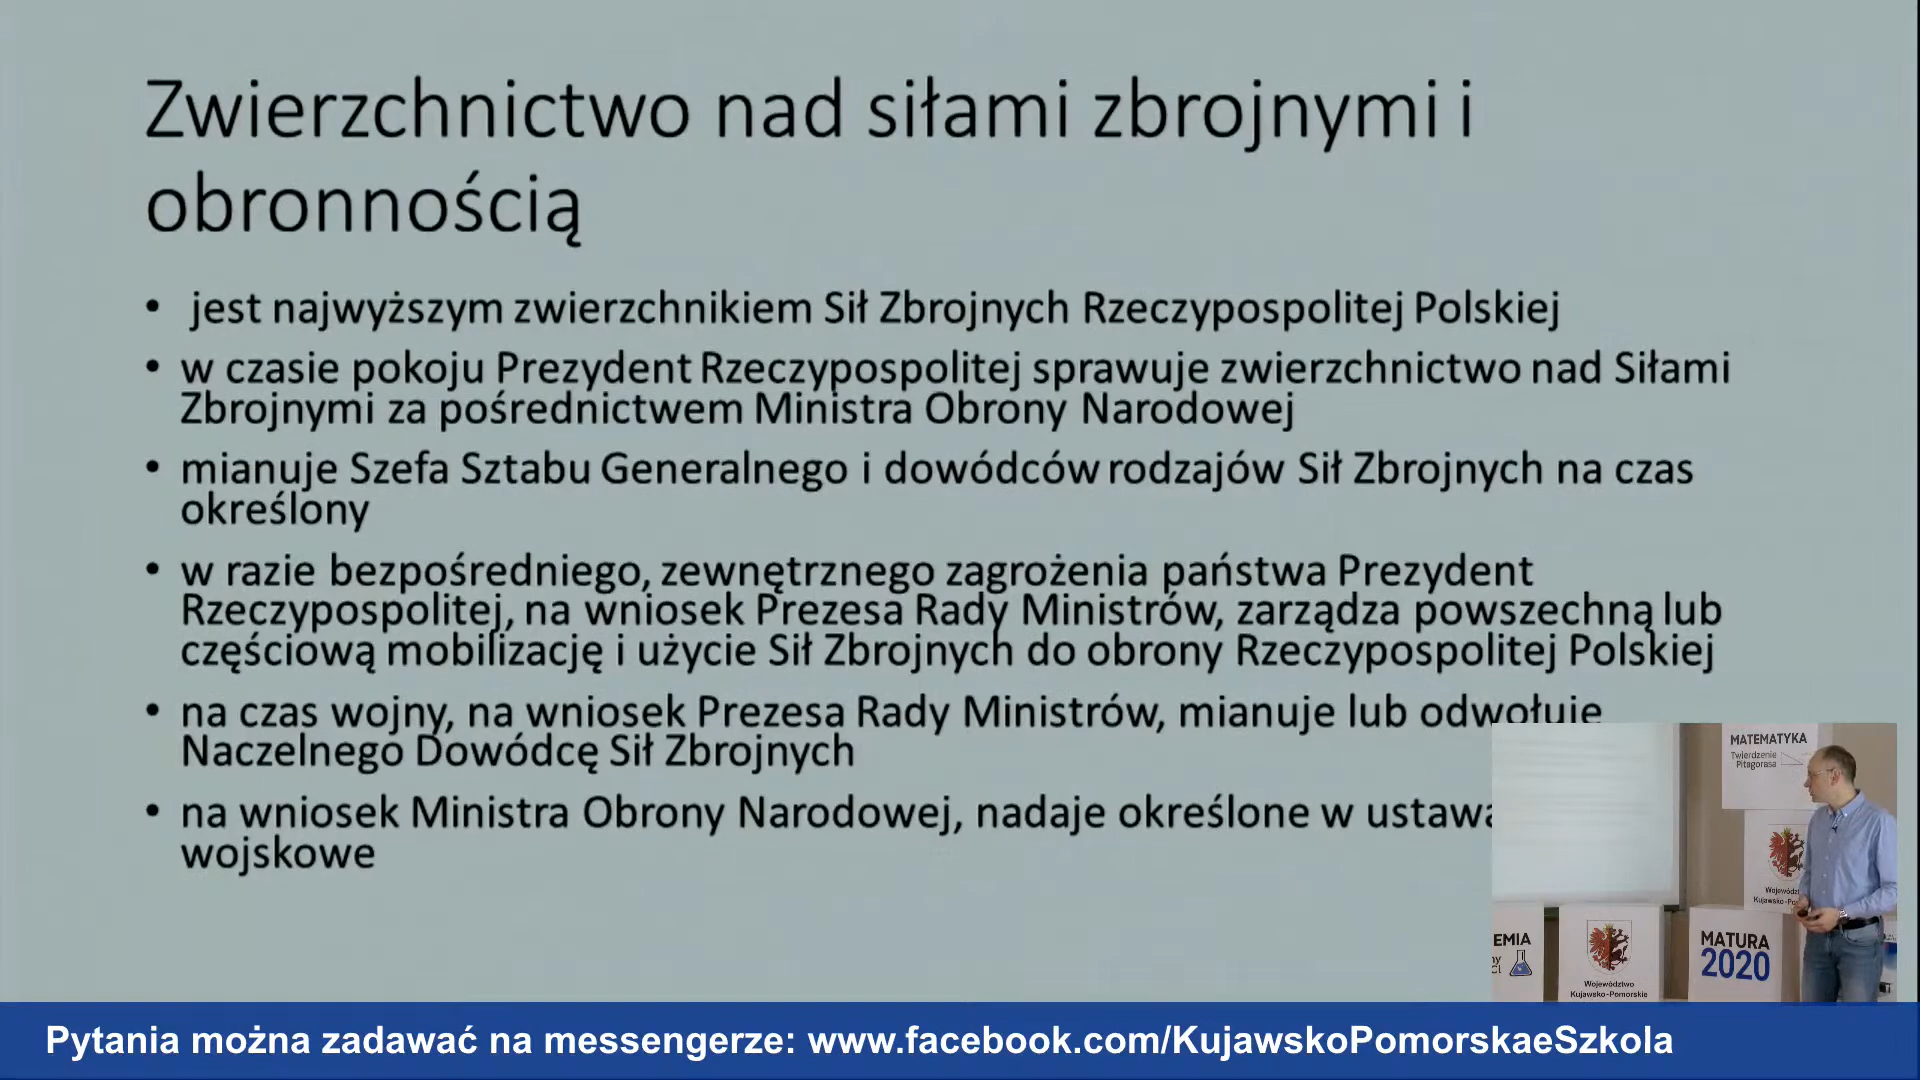 Zwierzchnictwo nad siłami zbrojnymi i
obronnością
• jest najwyższym zwierzchnikiem Sił Zbrojnych Rzeczypospolitej Polskiej
• w czasie pokoju Prezydent Rzeczypospolitej sprawuje zwierzchnictwo nad Siłami
Zbrojnymi za pośrednictwem Ministra Obrony Narodowej
• mianuje Szefa Sztabu Generalnego i dowódców rodzajów Sił Zbrojnych na czas
określony
• w razie bezpośredniego, zewnętrznego zagrożenia państwa Prezydent
Rzeczypospolitej, na wniosek Prezesa Rady Ministrów, zarządza powszechną lub
częściową mobilizację i użycie Sił Zbrojnych do obrony Rzeczypospolitej Polskiej
• na czas wojny, na wniosek Prezesa Rady Ministrów, mianuje lub odwołuje
Naczelnego Dowódcę Sił Zbrojnych
• na wniosek Ministra Obrony Narodowej, nadaje określone w ustawa
wojskowe
MATEMATYKA
Twierdzenie
Pitagorasa
EMIA
Województwo
Kujawsko-Pomorskie
MATURA
2020
Pytania można zadawać na messengerze: www.facebook.com/KujawskoPomorskaeSzkola